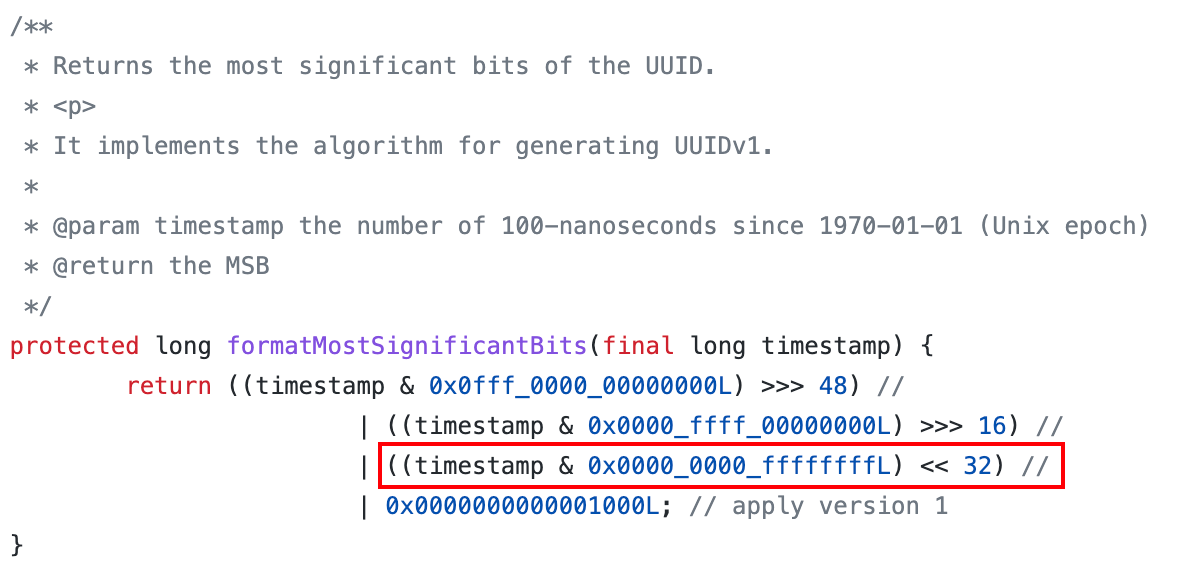 /**
 * Returns the most significant bits of the UUID.
 * <p>
 * It implements the algorithm for generating UUIDv1.
 *
 * @param timestamp the number of 100-nanoseconds since 1970-01-01 (Unix epoch)
 * @return the MSB
 */
protected long formatMostSignificantBits(final long timestamp) {
        return ((timestamp & 0x0fff_0000_00000000L) >>> 48) //
                        | ((timestamp & 0x0000_ffff_00000000L) >>> 16) //
                        | ((timestamp & 0x0000_0000_ffffffffL) << 32) //
                        | 0x0000000000001000L; // apply version 1
}